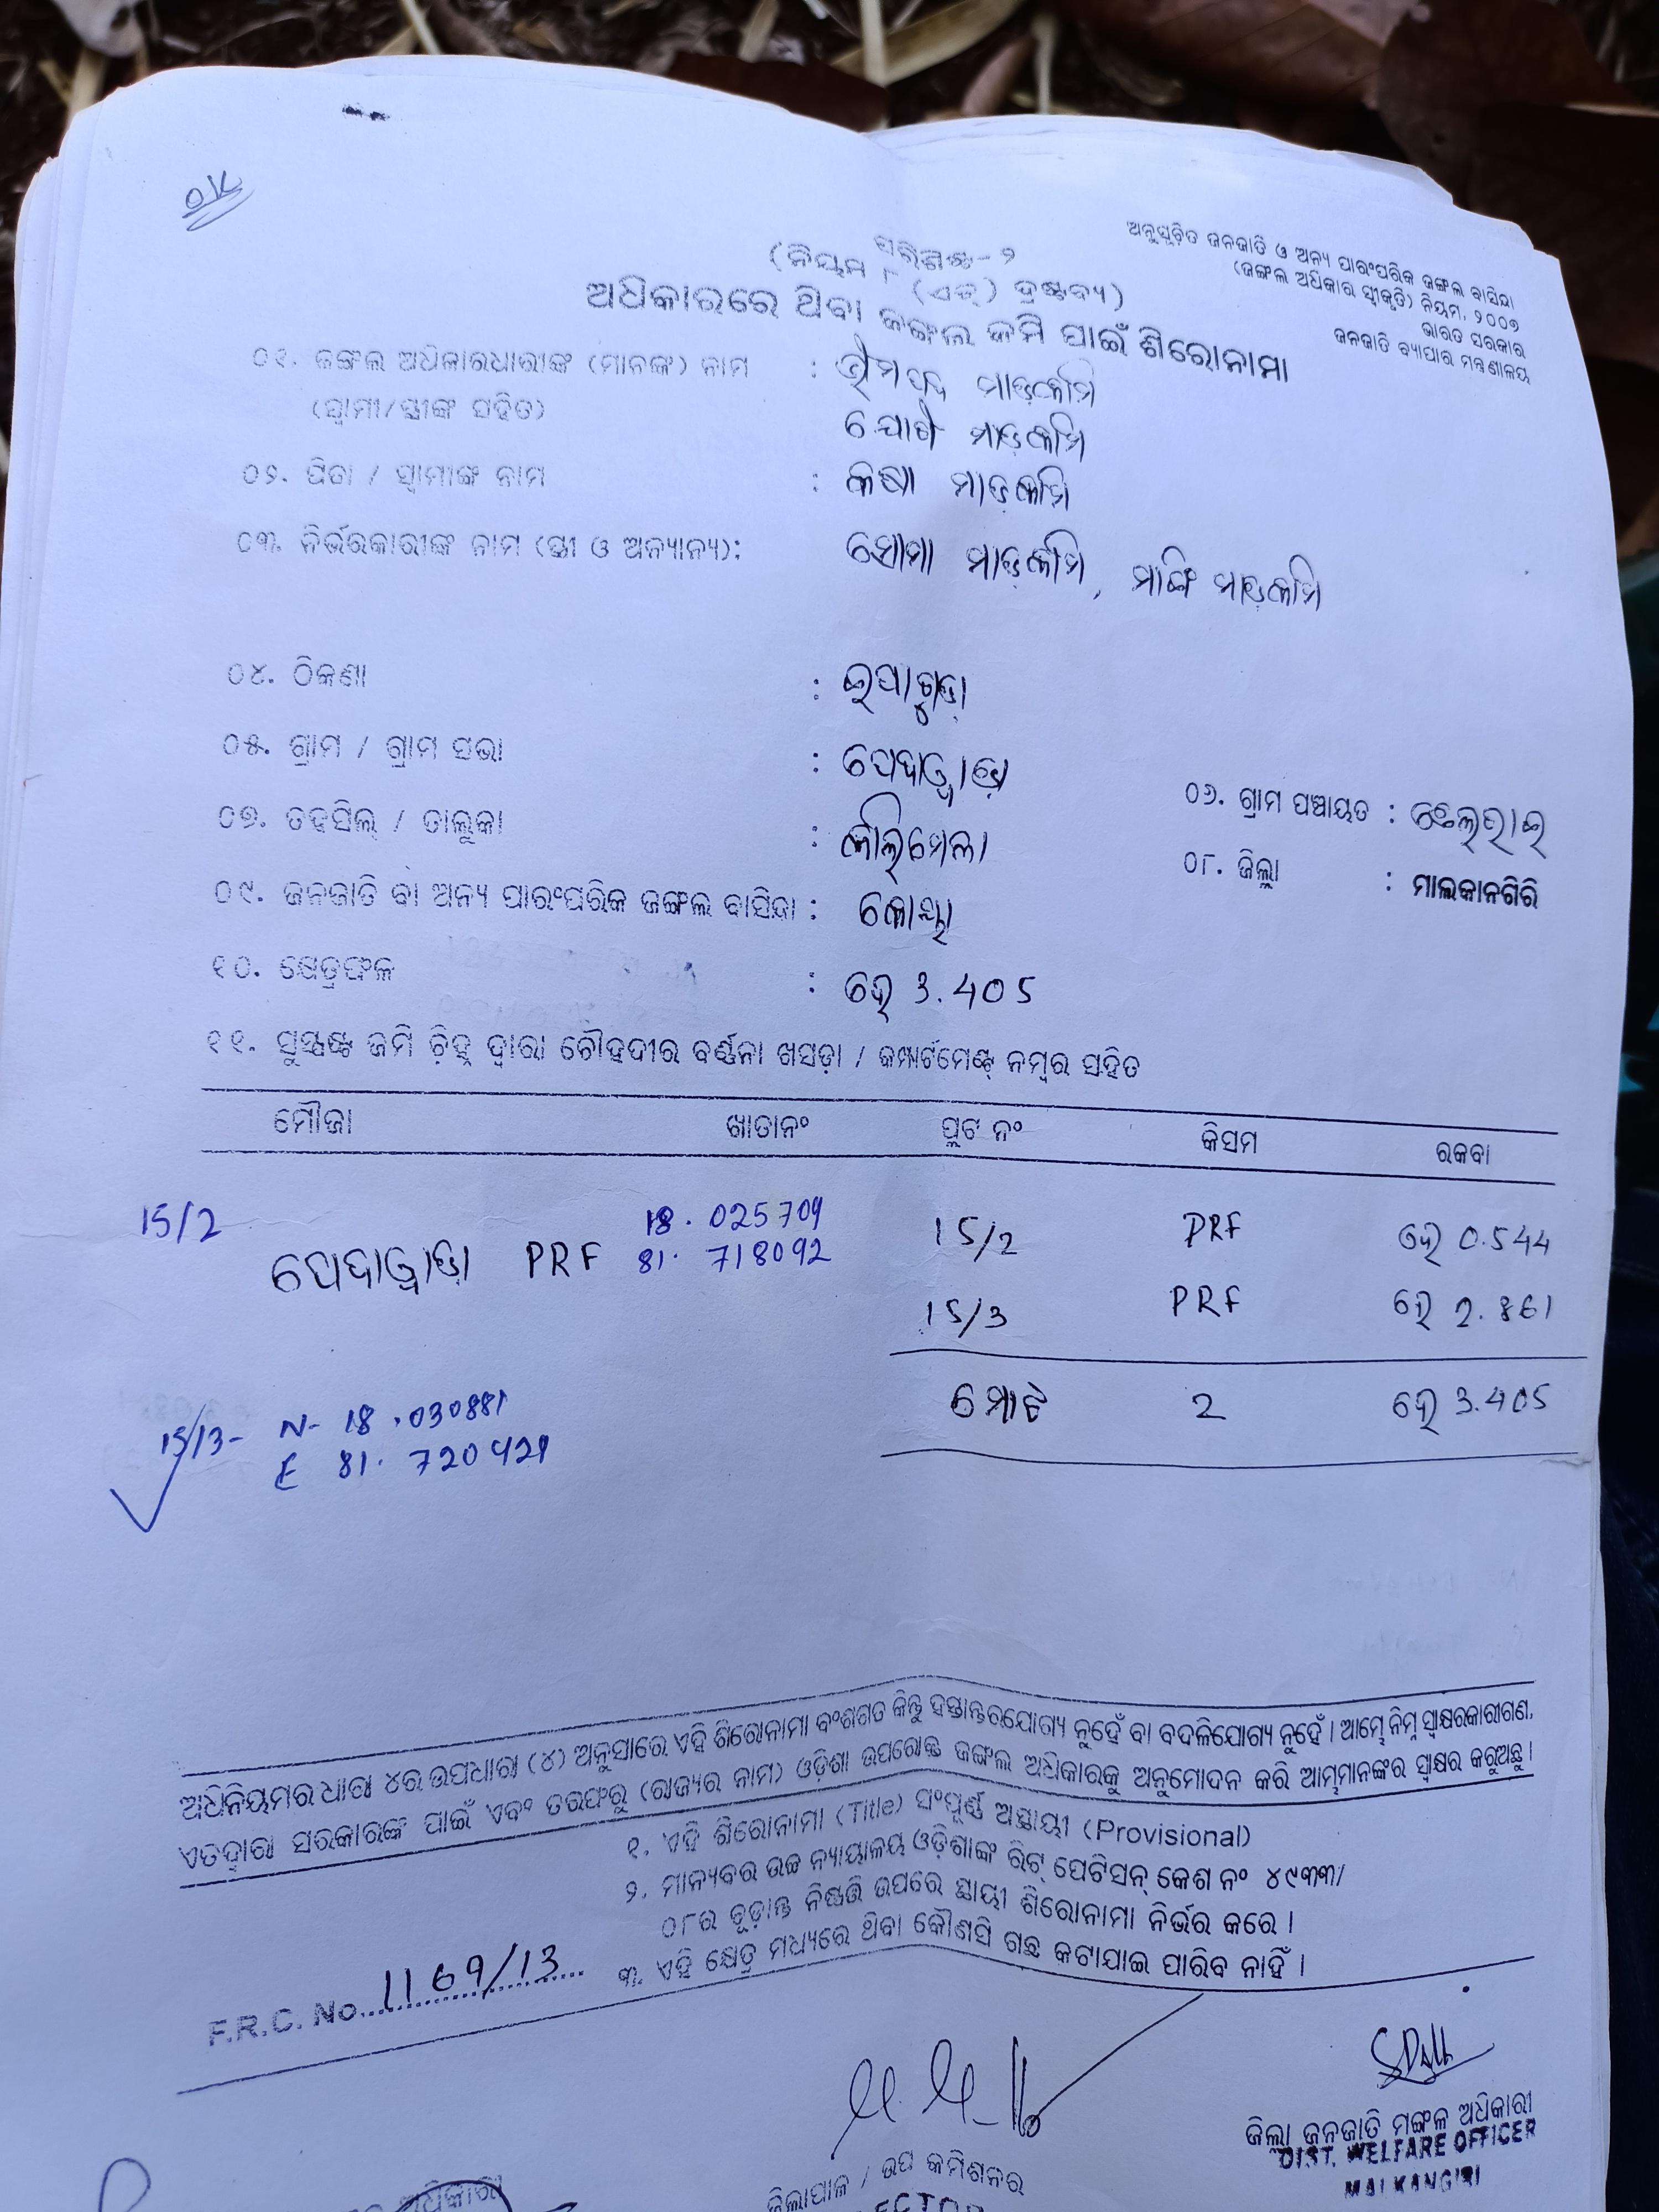 OK
ଅନୁସୂଚିତ ଜନଜାତି ଓ ଅନ୍ୟ ପାରଂପରିକ ଜଙ୍ଗଲ ବାସିନ୍ଦା
(ଜଙ୍ଗଲ ଅଧିକାର ସ୍ୱୀକୃତି) ନିୟମ, ୨୦୦୭
ଭାରତ ସରକାର
ଜନଜାତି ବ୍ୟାପାର ମନ୍ତ୍ରଣାଳୟ
ପରିଶିଷ୍ଟ - ୨
(ନିୟମ ୮ (ଏଚ୍) ଦ୍ରଷ୍ଟବ୍ୟ)
ଅଧିକାରରେ ଥିବା ଜଙ୍ଗଲ ଜମି ପାଇଁ ଶିରୋନାମା
୦୧. ଜଙ୍ଗଲ ଅଧିକାରଧାରୀଙ୍କ (ମାନଙ୍କ) ନାମ : ମାଡ଼କାମି
(ସ୍ୱାମୀ/ସ୍ତ୍ରୀଙ୍କ ସହିତ) ମାଡ଼କାମି
୦୨. ପିତା / ସ୍ୱାମୀଙ୍କ ନାମ : ମାଡ଼କାମି
୦୩. ନିର୍ଭରକାରୀଙ୍କ ନାମ (ସ୍ତ୍ରୀ ଓ ଅନ୍ୟାନ୍ୟ): ସୋମା ମାଡ଼କାମି, ମାଙ୍ଗି ମାଡ଼କାମି
୦୪. ଠିକଣା :
୦୫. ଗ୍ରାମ / ଗ୍ରାମ ସଭା : ପେଦାୱାଡ଼ା
୦୬. ଗ୍ରାମ ପଞ୍ଚାୟତ :
୦୭. ତହସିଲ୍ / ତାଲୁକା : କାଲିମେଳା
୦୮. ଜିଲ୍ଲା : ମାଲକାନଗିରି
୦୯. ଜନଜାତି ବା ଅନ୍ୟ ପାରଂପରିକ ଜଙ୍ଗଲ ବାସିନ୍ଦା : କୋୟା
୧୦. କ୍ଷେତ୍ରଫଳ : ହେ 3.405
୧୧. ସୁସ୍ପଷ୍ଟ ଜମି ଚିହ୍ନ ଦ୍ୱାରା ଚୌହଦୀର ବର୍ଣ୍ଣନା ଖସଡ଼ା / କମ୍ପାର୍ଟମେଣ୍ଟ୍ ନମ୍ବର ସହିତ
ମୌଜା ଖାତାନଂ ପ୍ଲଟ ନଂ କିସମ ରକବା
15/2 18.025709 15/2 PRF ହେ 0.544
ପେଦାୱାଡ଼ା PRF 81.718092
15/3 PRF ହେ 2.861
ମୋଟ 2 ହେ 3.405
15/3- N- 18.030881
E 81.720429
ଅଧିନିୟମର ଧାରା ୪ର ଉପଧାରା (୪) ଅନୁସାରେ ଏହି ଶିରୋନାମା ବଂଶଗତ କିନ୍ତୁ ହସ୍ତାନ୍ତରଯୋଗ୍ୟ ନୁହେଁ ବା ବଦଳିଯୋଗ୍ୟ ନୁହେଁ । ଆମ୍ଭେ ନିମ୍ନ ସ୍ୱାକ୍ଷରକାରୀଗଣ,
ଏତଦ୍ୱାରା ସରକାରଙ୍କ ପାଇଁ ଏବଂ ତରଫରୁ (ରାଜ୍ୟର ନାମ) ଓଡ଼ିଶା ଉପରୋକ୍ତ ଜଙ୍ଗଲ ଅଧିକାରକୁ ଅନୁମୋଦନ କରି ଆମ୍ଭମାନଙ୍କର ସ୍ୱାକ୍ଷର କରୁଅଛୁ ।
୧. ଏହି ଶିରୋନାମା (Title) ସଂପୂର୍ଣ୍ଣ ଅସ୍ଥାୟୀ (Provisional)
୨. ମାନ୍ୟବର ଉଚ୍ଚ ନ୍ୟାୟାଳୟ ଓଡ଼ିଶାଙ୍କ ରିଟ୍ ପେଟିସନ୍ କେଶ ନଂ ୪୯୩୩/
୦୮ର ଚୂଡ଼ାନ୍ତ ନିଷ୍ପତ୍ତି ଉପରେ ସ୍ଥାୟୀ ଶିରୋନାମା ନିର୍ଭର କରେ ।
୩. ଏହି କ୍ଷେତ୍ର ମଧ୍ୟରେ ଥିବା କୌଣସି ଗଛ କଟାଯାଇ ପାରିବ ନାହିଁ ।
F.R.C. No. 1169/13
ଜିଲ୍ଲା ଜନଜାତି ମଙ୍ଗଳ ଅଧିକାରୀ
DIST. WELFARE OFFICER
MALKANGIRI
ଜିଲାପାଳ / ଉପ କମିଶନର
ଅଧିକାରୀ